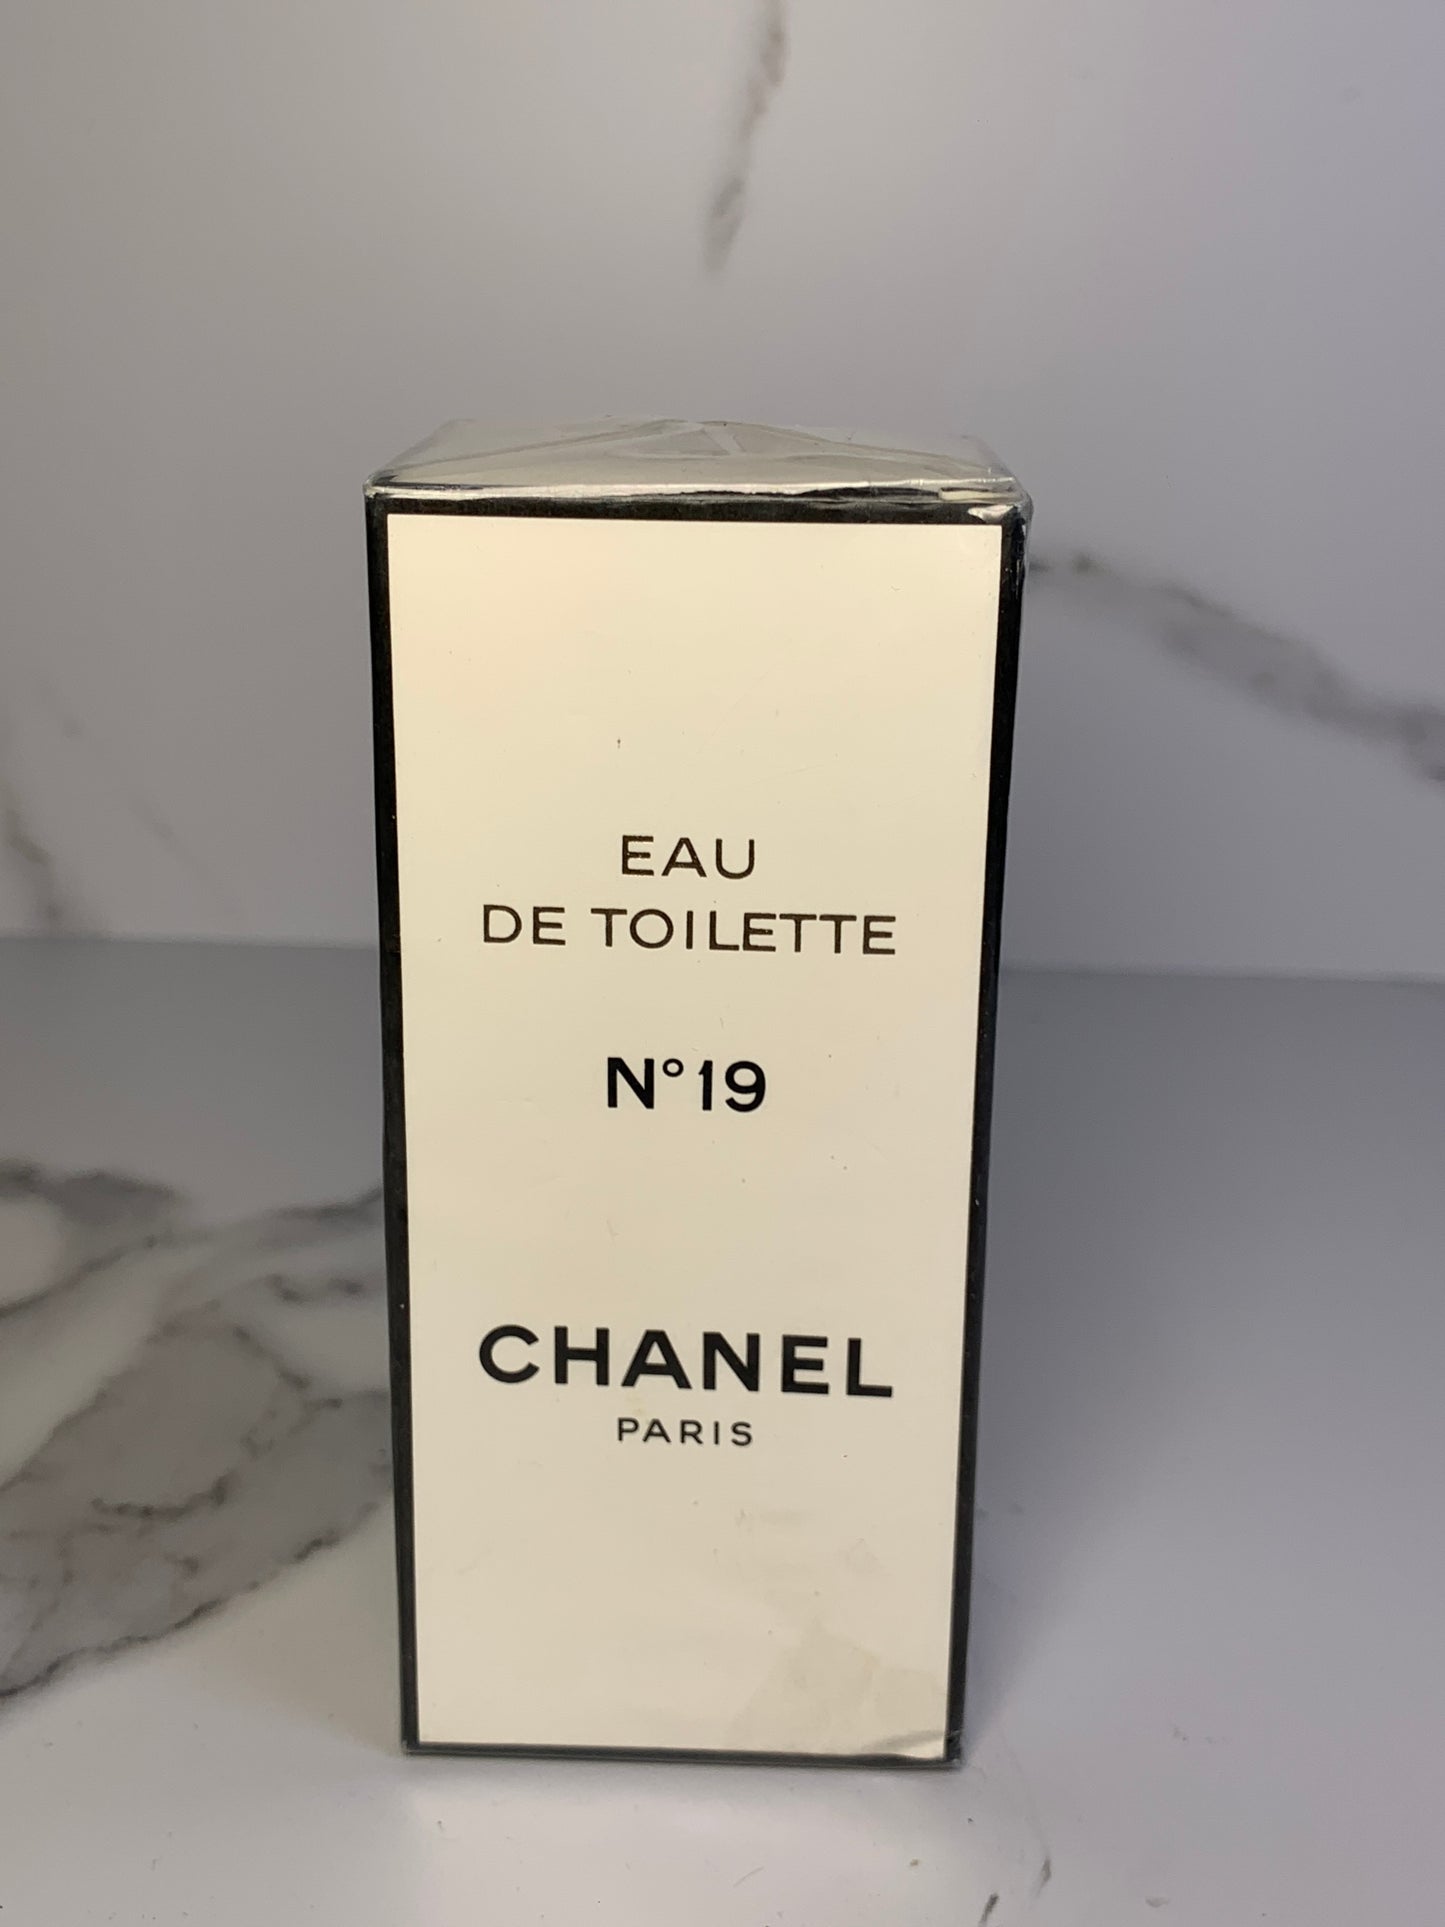 EAU
DE TOILETTE
N°19
CHANEL
PARIS